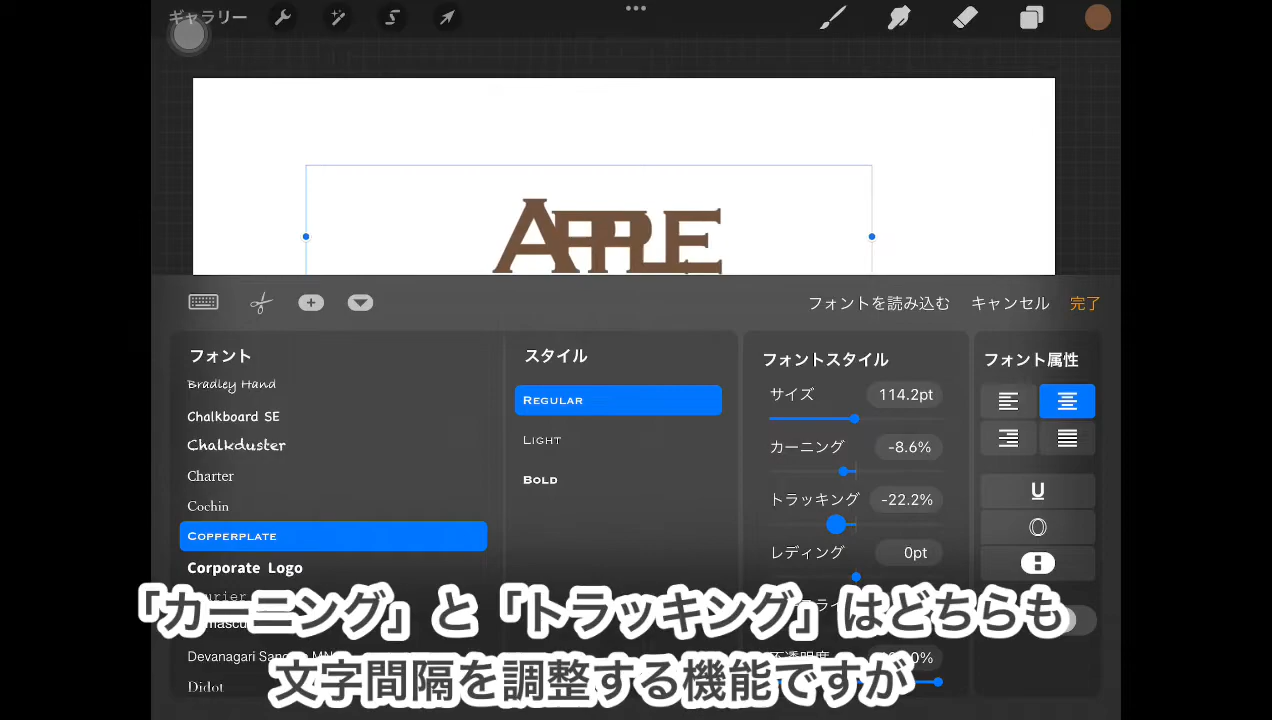 ギャラリー
APPLE
フォントを読み込む キャンセル 完了
フォント
Bradley Hand
Chalkboard SE
Chalkduster
Charter
Cochin
COPPERPLATE
Corporate Logo
Didot
スタイル
REGULAR
LIGHT
BOLD
フォントスタイル
サイズ 114.2pt
カーニング -8.6%
トラッキング -22.2%
レディング 0pt
フォント属性
U
O
「カーニング」と「トラッキング」はどちらも
文字間隔を調整する機能ですが